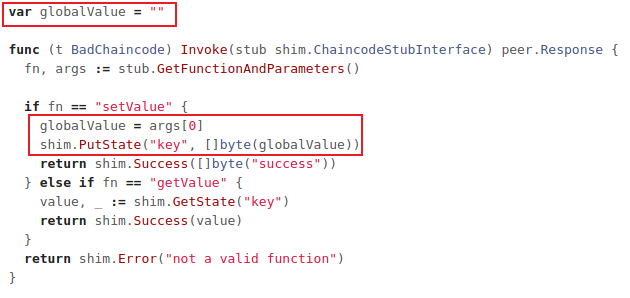 var globalValue = ""
func (t BadChaincode) Invoke(stub shim.ChaincodeStubInterface) peer.Response {
  fn, args := stub.GetFunctionAndParameters()
  if fn == "setValue" {
    globalValue = args[0]
    shim.PutState("key", []byte(globalValue))
    return shim.Success([]byte("success"))
  } else if fn == "getValue" {
    value, _ := shim.GetState("key")
    return shim.Success(value)
  }
  return shim.Error("not a valid function")
}